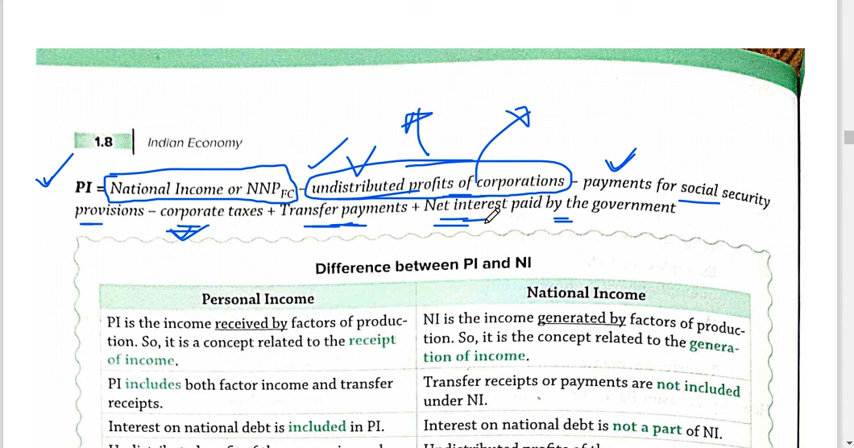 1.8 Indian Economy
PI = National Income or NNPFC – undistributed profits of corporations – payments for social security
provisions – corporate taxes + Transfer payments + Net interest paid by the government
Difference between PI and NI
Personal Income
National Income
PI is the income received by factors of produc-
tion. So, it is a concept related to the receipt
of income.
NI is the income generated by factors of produc-
tion. So, it is the concept related to the genera-
tion of income.
PI includes both factor income and transfer
receipts.
Transfer receipts or payments are not included
under NI.
Interest on national debt is included in PI.
Interest on national debt is not a part of NI.